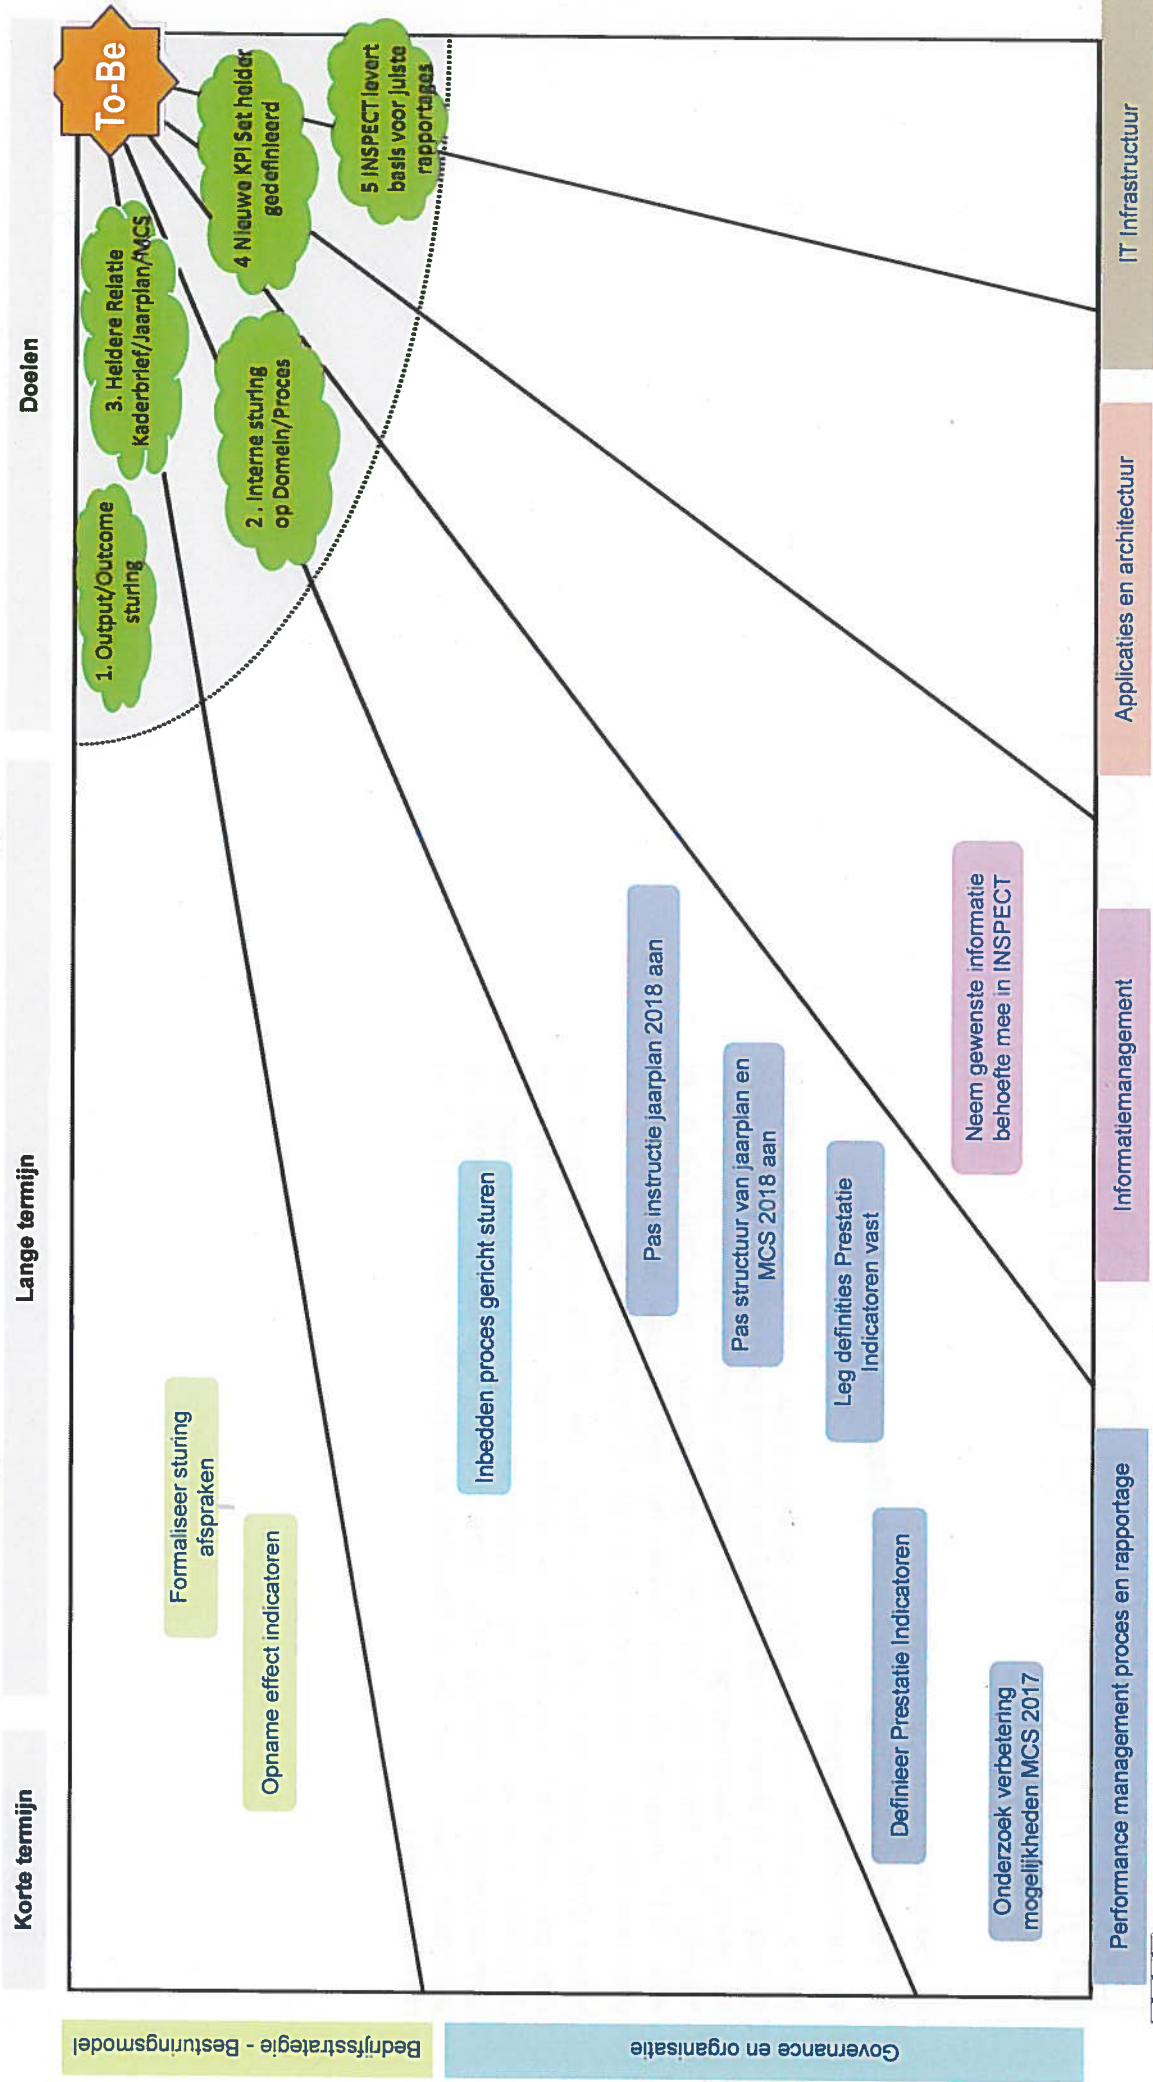 Korte termijn
Lange termijn
Doelen
To-Be
1. Output/Outcome
sturing
3. Heldere Relatie
Kaderbrief/Jaarplan/MCS
2. Interne sturing
op Domein/Proces
4 Nieuwe KPI Set helder
gedefinieerd
5 INSPECT levert
basis voor juiste
rapportages
Bedrijfsstrategie - Besturingsmodel
Formaliseer sturing
afspraken
Opname effect indicatoren
Governance en organisatie
Inbedden proces gericht sturen
Pas instructie jaarplan 2018 aan
Pas structuur van jaarplan en
MCS 2018 aan
Leg definities Prestatie
Indicatoren vast
Definieer Prestatie Indicatoren
Onderzoek verbetering
mogelijkheden MCS 2017
Neem gewenste informatie
behoefte mee in INSPECT
Performance management proces en rapportage
Informatiemanagement
Applicaties en architectuur
IT Infrastructuur